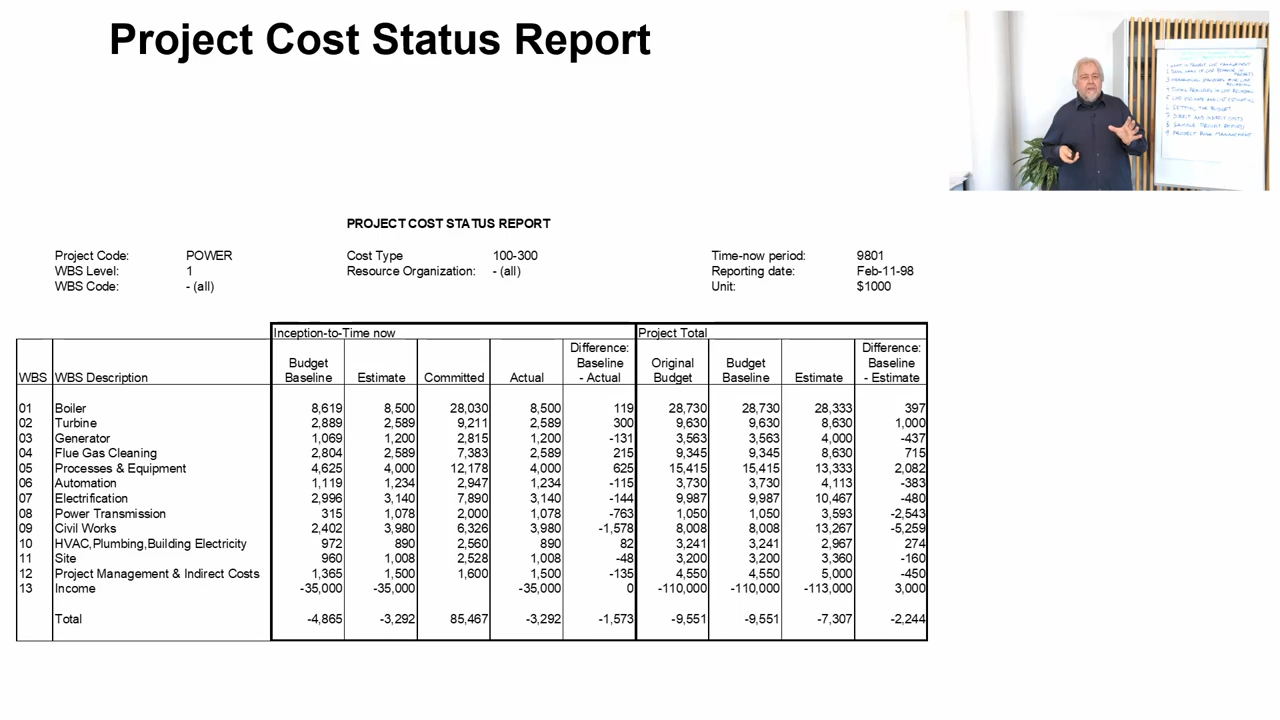 Project Cost Status Report
PROJECT COST STATUS REPORT
Project Code: POWER Cost Type 100-300 Time-now period: 9801
WBS Level: 1 Resource Organization: - (all) Reporting date: Feb-11-98
WBS Code: - (all) Unit: $1000
Inception-to-Time now Project Total
WBS WBS Description Budget Baseline Estimate Committed Actual Difference: Baseline - Actual Original Budget Budget Baseline Estimate Difference: Baseline - Estimate
01 Boiler 8,619 8,500 28,030 8,500 119 28,730 28,730 28,333 397
02 Turbine 2,889 2,589 9,211 2,589 300 9,630 9,630 8,630 1,000
03 Generator 1,069 1,200 2,815 1,200 -131 3,563 3,563 4,000 -437
04 Flue Gas Cleaning 2,804 2,589 7,383 2,589 215 9,345 9,345 8,630 715
05 Processes & Equipment 4,625 4,000 12,178 4,000 625 15,415 15,415 13,333 2,082
06 Automation 1,119 1,234 2,947 1,234 -115 3,730 3,730 4,113 -383
07 Electrification 2,996 3,140 7,890 3,140 -144 9,987 9,987 10,467 -480
08 Power Transmission 315 1,078 2,000 1,078 -763 1,050 1,050 3,593 -2,543
09 Civil Works 2,402 3,980 6,326 3,980 -1,578 8,008 8,008 13,267 -5,259
10 HVAC,Plumbing,Building Electricity 972 890 2,560 890 82 3,241 3,241 2,967 274
11 Site 960 1,008 2,528 1,008 -48 3,200 3,200 3,360 -160
12 Project Management & Indirect Costs 1,365 1,500 1,600 1,500 -135 4,550 4,550 5,000 -450
13 Income -35,000 -35,000 -35,000 0 -110,000 -110,000 -113,000 3,000
Total -4,865 -3,292 85,467 -3,292 -1,573 -9,551 -9,551 -7,307 -2,244
6 SETTING THE BUDGET
7 DIRECT AND INDIRECT COSTS
8 SAMPLE PROJECT REPORTS
9 PROJECT RISK MANAGEMENT